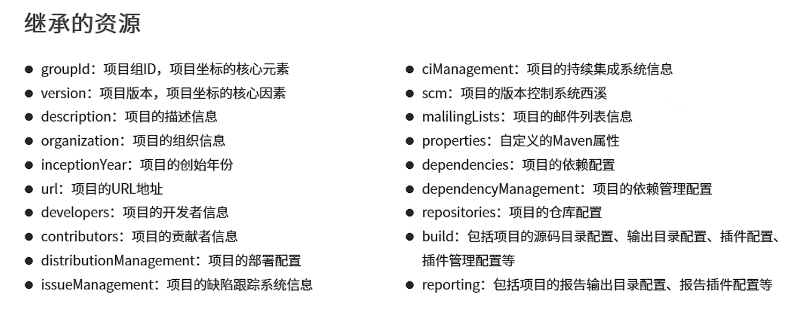 继承的资源
groupId：项目组ID，项目坐标的核心元素
version：项目版本，项目坐标的核心因素
description：项目的描述信息
organization：项目的组织信息
inceptionYear：项目的创始年份
url：项目的URL地址
developers：项目的开发者信息
contributors：项目的贡献者信息
distributionManagement：项目的部署配置
issueManagement：项目的缺陷跟踪系统信息
ciManagement：项目的持续集成系统信息
scm：项目的版本控制系统西溪
malilingLists：项目的邮件列表信息
properties：自定义的Maven属性
dependencies：项目的依赖配置
dependencyManagement：项目的依赖管理配置
repositories：项目的仓库配置
build：包括项目的源码目录配置、输出目录配置、插件配置、
插件管理配置等
reporting：包括项目的报告输出目录配置、报告插件配置等